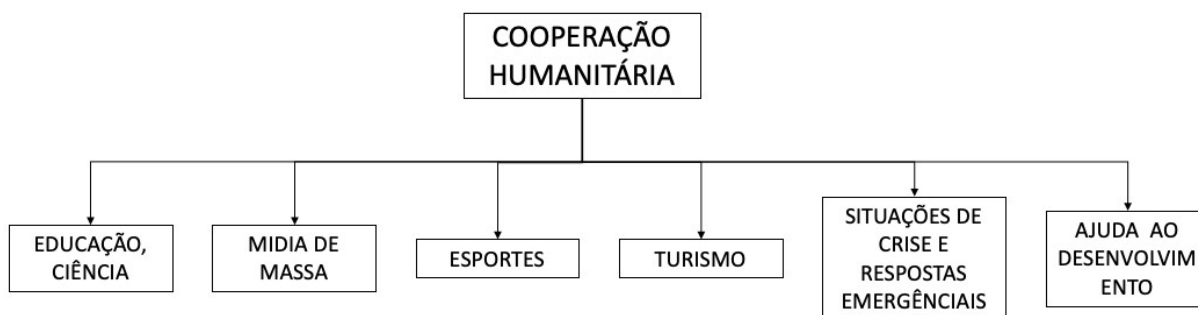 COOPERAÇÃO
HUMANITÁRIA
EDUCAÇÃO,
CIÊNCIA
MIDIA DE
MASSA
ESPORTES
TURISMO
SITUAÇÕES DE
CRISE E
RESPOSTAS
EMERGÊNCIAIS
AJUDA AO
DESENVOLVIM
ENTO